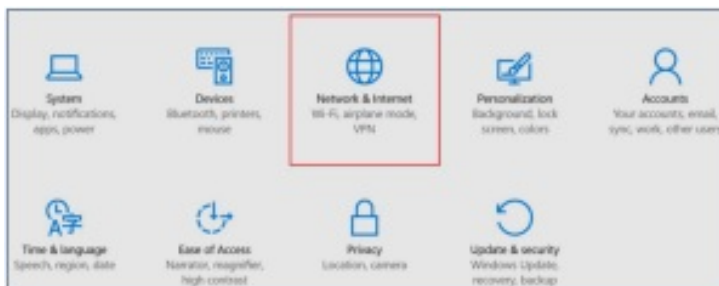 System
Display, notifications,
apps, power
Devices
Bluetooth, printers,
mouse
Network & Internet
Wi-Fi, airplane mode,
VPN
Personalization
Background, lock
screen, colors
Accounts
Your accounts, email,
sync, work, other users
Time & language
Speech, region, date
Ease of Access
Narrator, magnifier,
high contrast
Privacy
Location, camera
Update & security
Windows Update,
recovery, backup